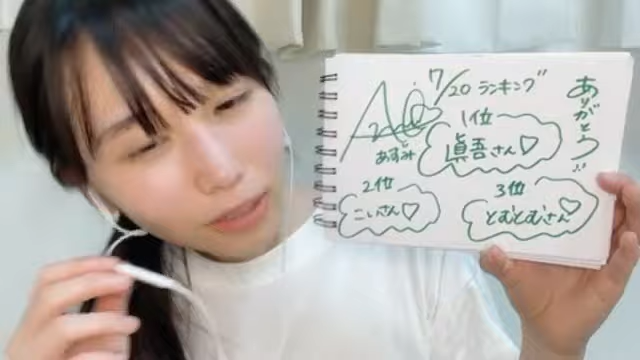 7/20 ランキング
ありがとう!!
あずみ
1位
眞吾さん♡
2位
こいさん♡
3位
とむとむさん♡